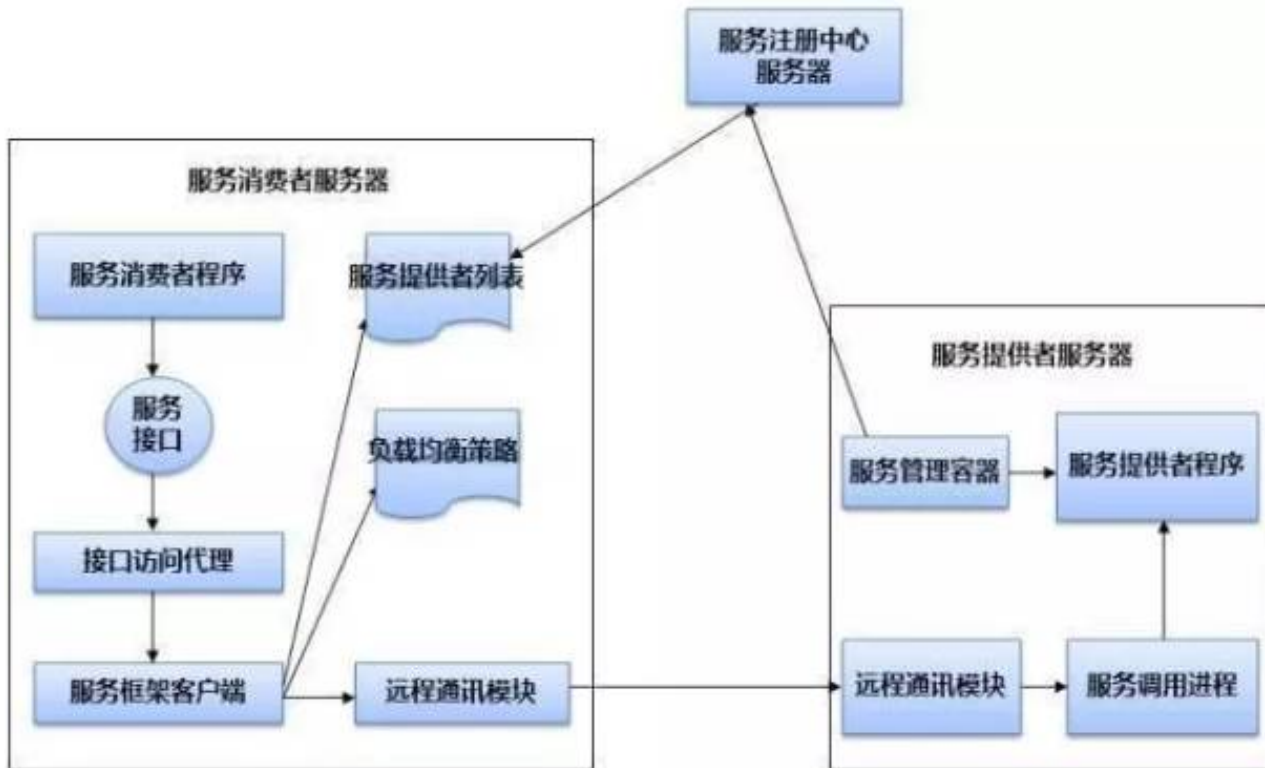 服务注册中心
服务器
服务消费者服务器
服务消费者程序
服务提供者列表
服务
接口
负载均衡策略
接口访问代理
服务框架客户端
远程通讯模块
服务提供者服务器
服务管理容器
服务提供者程序
远程通讯模块
服务调用进程